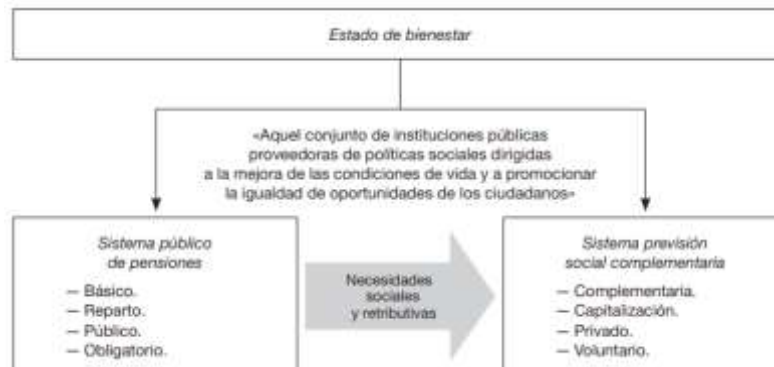 Estado de bienestar
«Aquel conjunto de instituciones públicas
proveedoras de políticas sociales dirigidas
a la mejora de las condiciones de vida y a promocionar
la igualdad de oportunidades de los ciudadanos»
Sistema público
de pensiones
— Básico.
— Reparto.
— Público.
— Obligatorio.
Necesidades
sociales
y retributivas
Sistema previsión
social complementaria
— Complementaria.
— Capitalización.
— Privado.
— Voluntario.